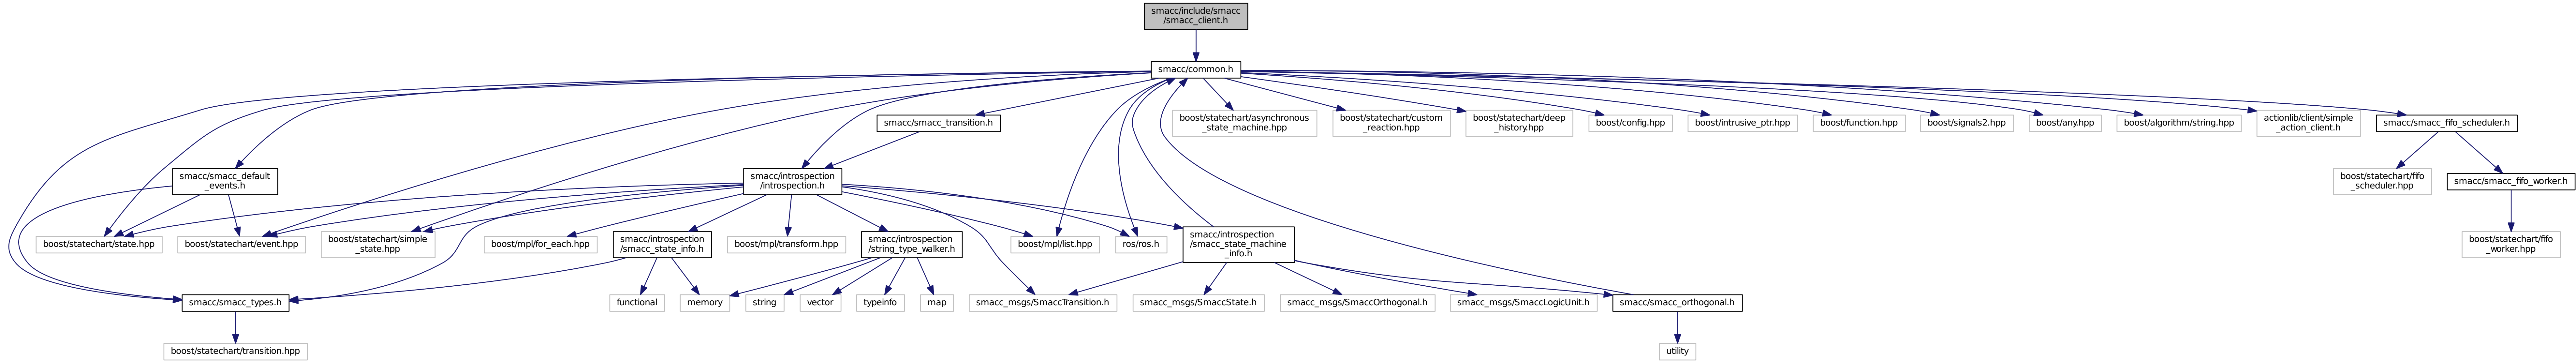 smacc/include/smacc
/smacc_client.h
smacc/common.h
smacc/smacc_transition.h
boost/statechart/asynchronous
_state_machine.hpp
boost/statechart/custom
_reaction.hpp
boost/statechart/deep
_history.hpp
boost/config.hpp
boost/intrusive_ptr.hpp
boost/function.hpp
boost/signals2.hpp
boost/any.hpp
boost/algorithm/string.hpp
actionlib/client/simple
_action_client.h
smacc/smacc_fifo_scheduler.h
smacc/smacc_default
_events.h
smacc/introspection
/introspection.h
boost/statechart/fifo
_scheduler.hpp
smacc/smacc_fifo_worker.h
boost/statechart/state.hpp
boost/statechart/event.hpp
boost/statechart/simple
_state.hpp
boost/mpl/for_each.hpp
smacc/introspection
/smacc_state_info.h
boost/mpl/transform.hpp
smacc/introspection
/string_type_walker.h
boost/mpl/list.hpp
ros/ros.h
smacc/introspection
/smacc_state_machine
_info.h
boost/statechart/fifo
_worker.hpp
smacc/smacc_types.h
functional
memory
string
vector
typeinfo
map
smacc_msgs/SmaccTransition.h
smacc_msgs/SmaccState.h
smacc_msgs/SmaccOrthogonal.h
smacc_msgs/SmaccLogicUnit.h
smacc/smacc_orthogonal.h
boost/statechart/transition.hpp
utility